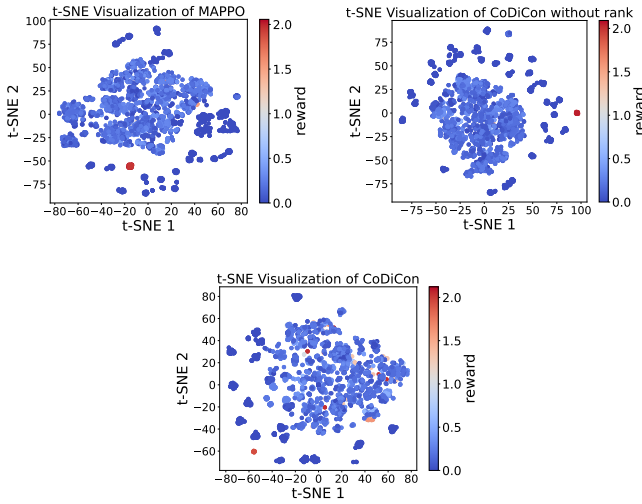 t-SNE Visualization of MAPPO
100
75
50
25
0
−25
−50
−75
t-SNE 2
−80 −60 −40 −20 0 20 40 60 80
t-SNE 1
2.0
1.5
1.0
0.5
0.0
reward
t-SNE Visualization of CoDiCon without rank
75
50
25
0
−25
−50
−75
t-SNE 2
−75 −50 −25 0 25 50 75 100
t-SNE 1
2.0
1.5
1.0
0.5
0.0
reward
t-SNE Visualization of CoDiCon
80
60
40
20
0
−20
−40
−60
t-SNE 2
−80 −60 −40 −20 0 20 40 60 80
t-SNE 1
2.0
1.5
1.0
0.5
0.0
reward